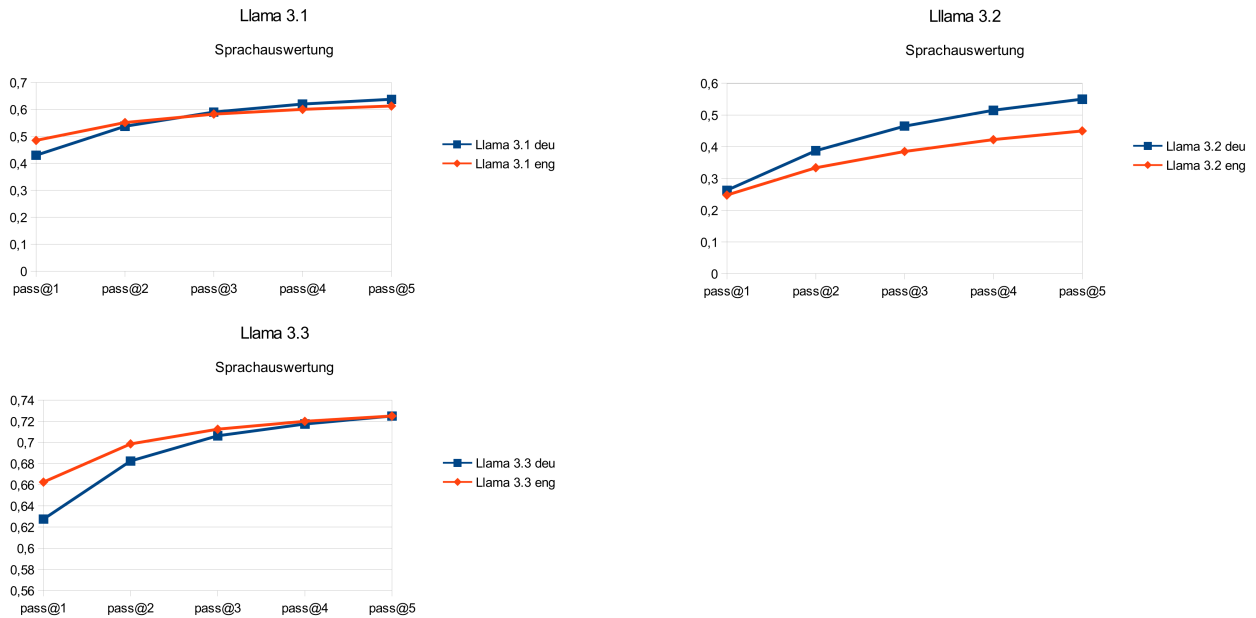 Llama 3.1
Sprachauswertung
0,7
0,6
0,5
0,4
0,3
0,2
0,1
0
pass@1 pass@2 pass@3 pass@4 pass@5
Llama 3.1 deu
Llama 3.1 eng
Lllama 3.2
Sprachauswertung
0,6
0,5
0,4
0,3
0,2
0,1
0
pass@1 pass@2 pass@3 pass@4 pass@5
Llama 3.2 deu
Llama 3.2 eng
Llama 3.3
Sprachauswertung
0,74
0,72
0,7
0,68
0,66
0,64
0,62
0,6
0,58
0,56
pass@1 pass@2 pass@3 pass@4 pass@5
Llama 3.3 deu
Llama 3.3 eng